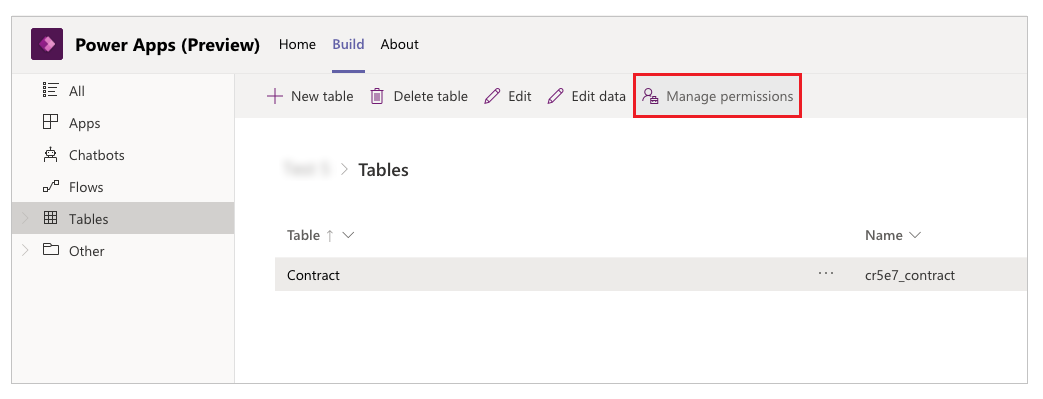 Power Apps (Preview) Home Build About
All
Apps
Chatbots
Flows
Tables
Other
New table Delete table Edit Edit data Manage permissions
Tables
Table Name
Contract ... cr5e7_contract